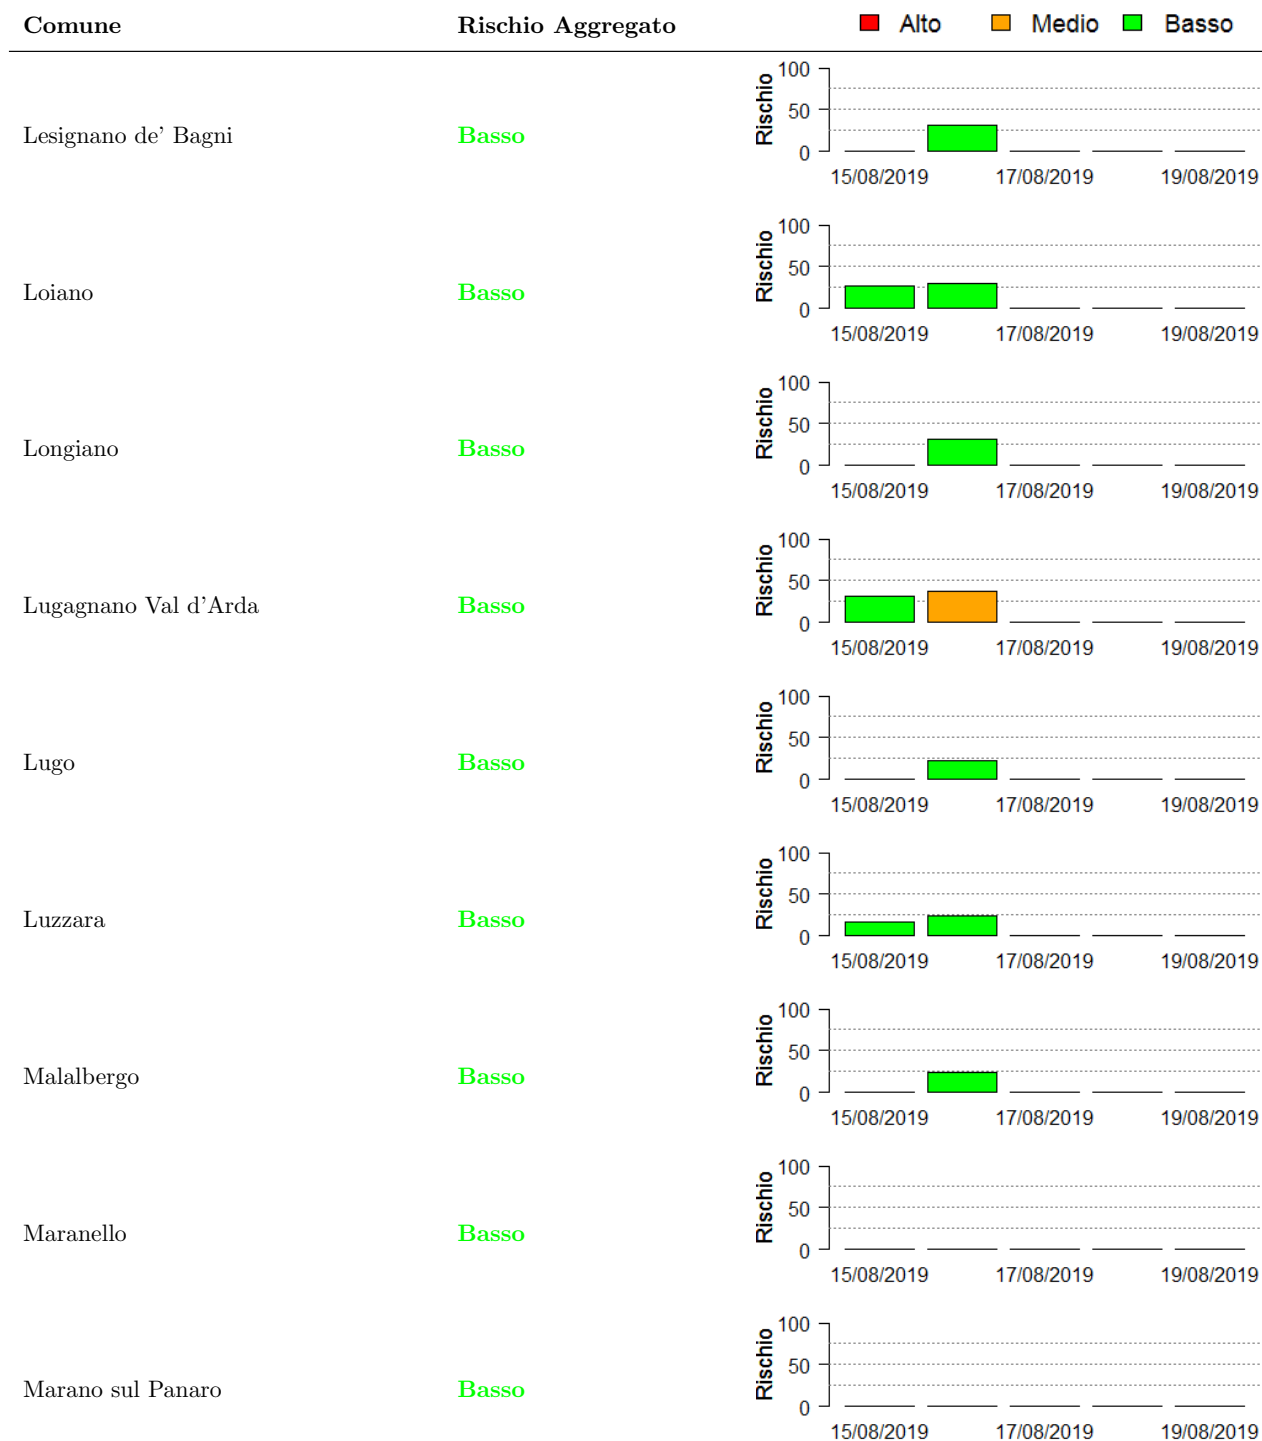 Comune Rischio Aggregato Alto Medio Basso
Lesignano de' Bagni Basso Rischio 100 50 0
15/08/2019 17/08/2019 19/08/2019
Loiano Basso Rischio 100 50 0
15/08/2019 17/08/2019 19/08/2019
Longiano Basso Rischio 100 50 0
15/08/2019 17/08/2019 19/08/2019
Lugagnano Val d'Arda Basso Rischio 100 50 0
15/08/2019 17/08/2019 19/08/2019
Lugo Basso Rischio 100 50 0
15/08/2019 17/08/2019 19/08/2019
Luzzara Basso Rischio 100 50 0
15/08/2019 17/08/2019 19/08/2019
Malalbergo Basso Rischio 100 50 0
15/08/2019 17/08/2019 19/08/2019
Maranello Basso Rischio 100 50 0
15/08/2019 17/08/2019 19/08/2019
Marano sul Panaro Basso Rischio 100 50 0
15/08/2019 17/08/2019 19/08/2019